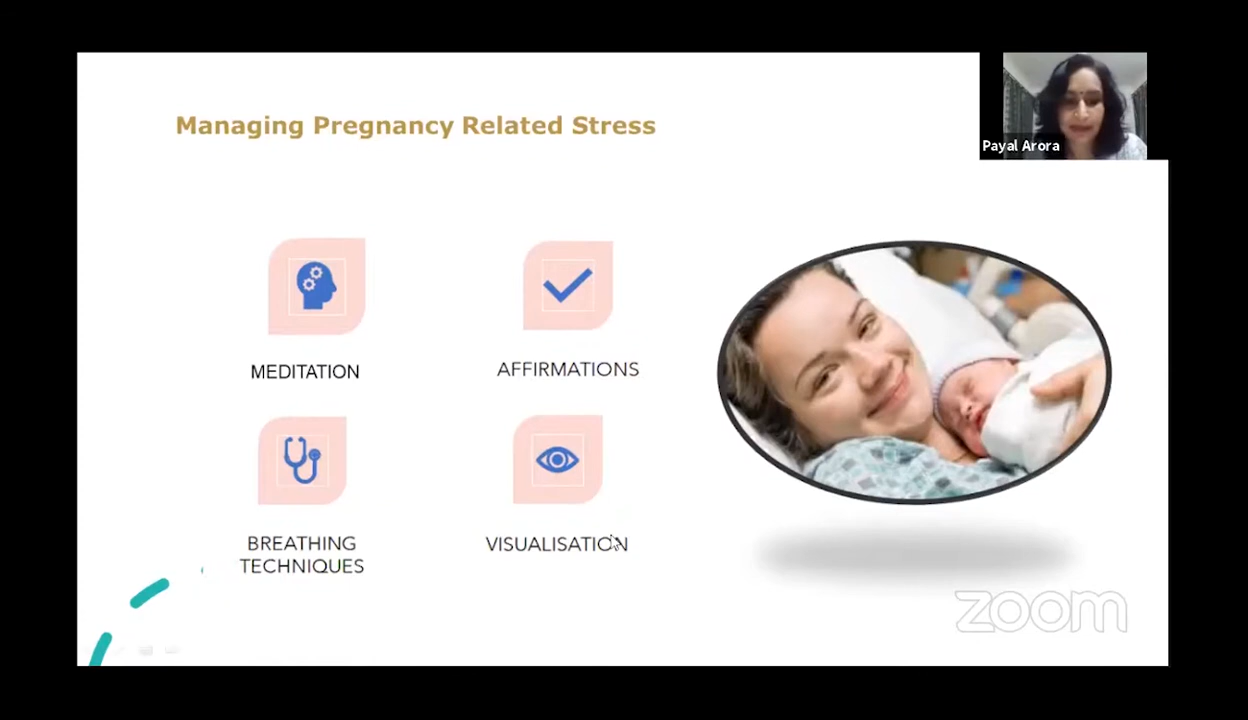 Managing Pregnancy Related Stress
Payal Arora
MEDITATION
AFFIRMATIONS
BREATHING
TECHNIQUES
VISUALISATION
zoom